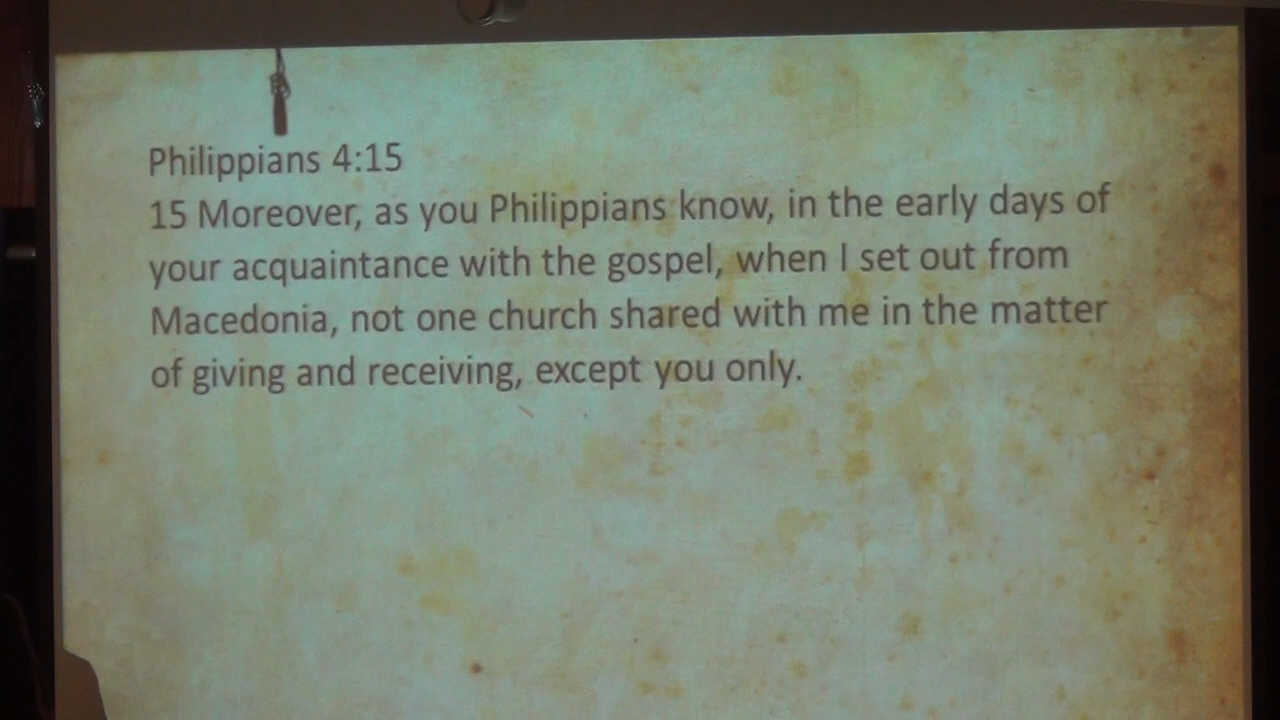 Philippians 4:15
15 Moreover, as you Philippians know, in the early days of
your acquaintance with the gospel, when I set out from
Macedonia, not one church shared with me in the matter
of giving and receiving, except you only.